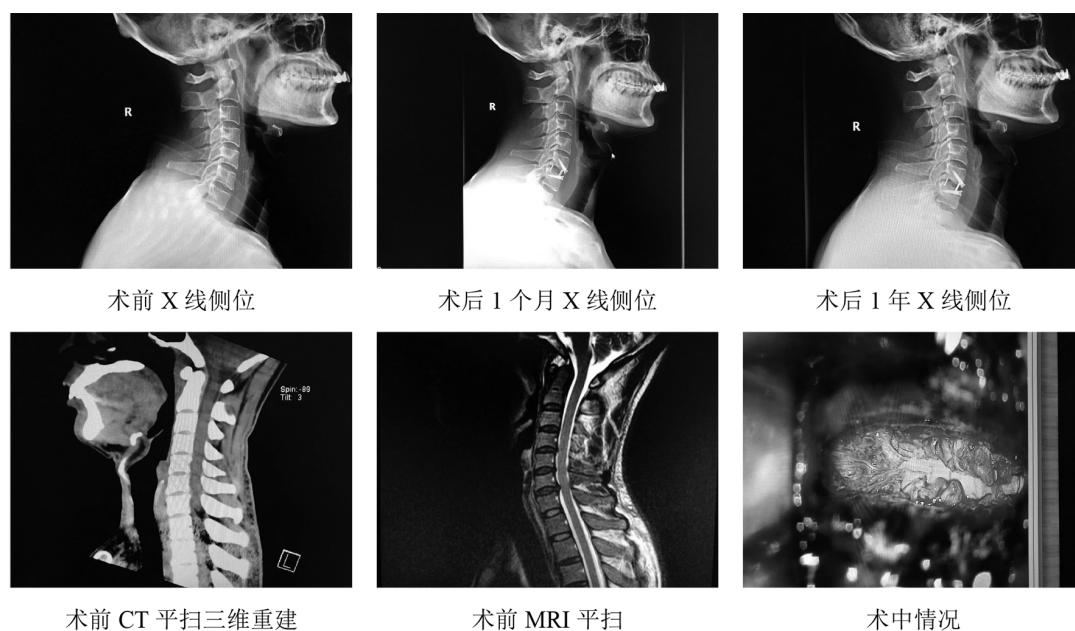 R
R
R
术前 X 线侧位
术后 1 个月 X 线侧位
术后 1 年 X 线侧位
Spin: -89
Tilt: 3
L
术前 CT 平扫三维重建
术前 MRI 平扫
术中情况